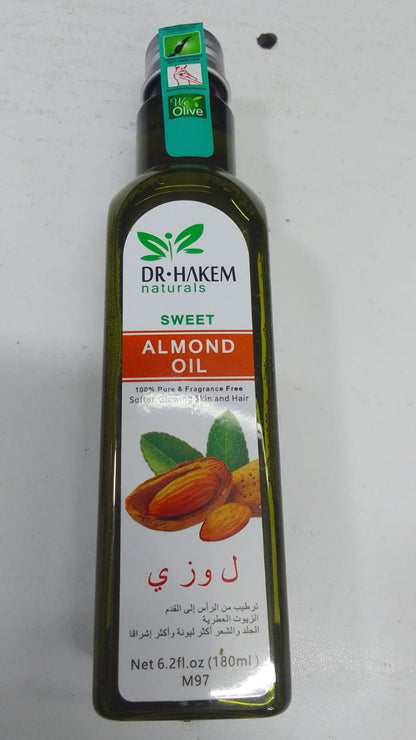 We
Olive
DR·HAKEM
naturals
SWEET
ALMOND
OIL
100% Pure & Fragrance Free
Softer, Glowing Skin and Hair
ل و ز ي
ترطيب من الرأس إلى القدم
الزيوت العطرية
الجلد والشعر أكثر ليونة وأكثر إشراقا
Net 6.2fl.oz (180ml)
M97